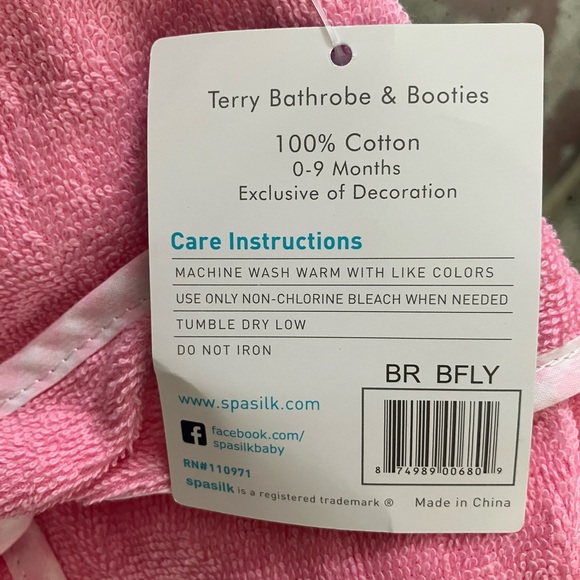 Terry Bathrobe & Booties
100% Cotton
0-9 Months
Exclusive of Decoration
Care Instructions
MACHINE WASH WARM WITH LIKE COLORS
USE ONLY NON-CHLORINE BLEACH WHEN NEEDED
TUMBLE DRY LOW
DO NOT IRON
BR BFLY
8 74989 00680 9
www.spasilk.com
facebook.com/
spasilkbaby
RN#110971
spasilk is a registered trademark ®
Made in China